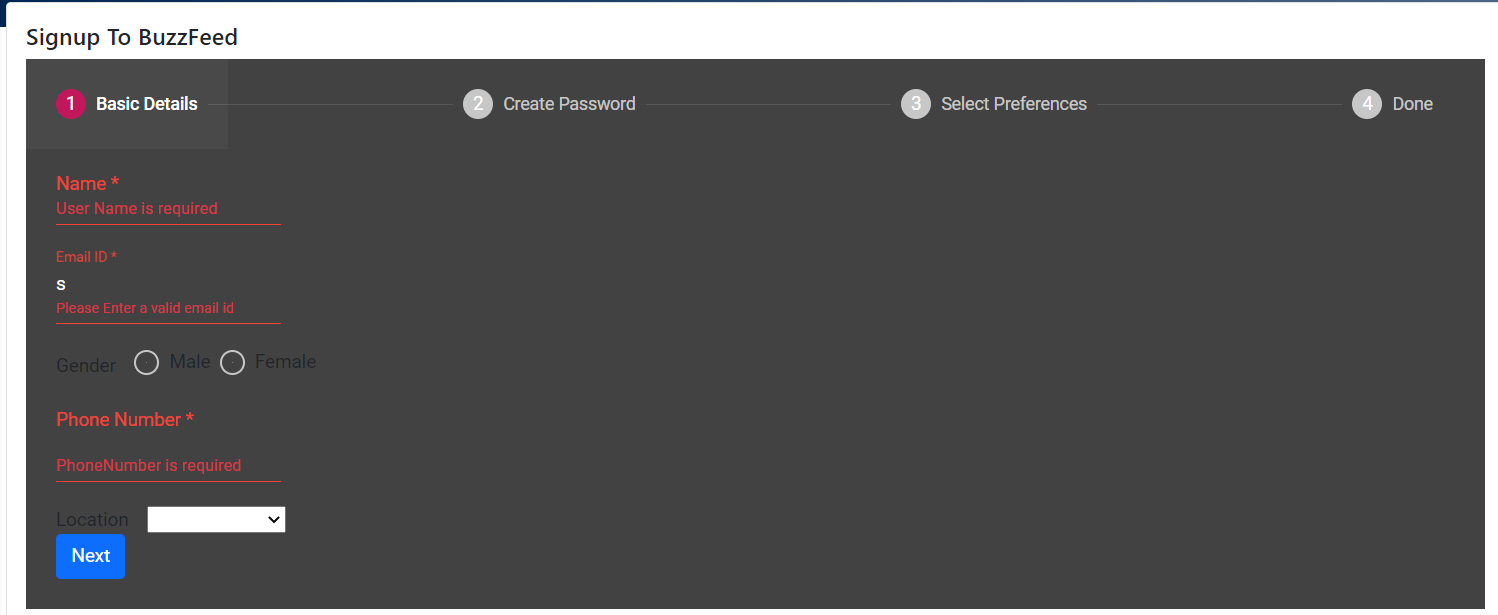 Signup To BuzzFeed
1 Basic Details 2 Create Password 3 Select Preferences 4 Done
Name *
User Name is required
Email ID *
s
Please Enter a valid email id
Gender Male Female
Phone Number *
PhoneNumber is required
Location
Next